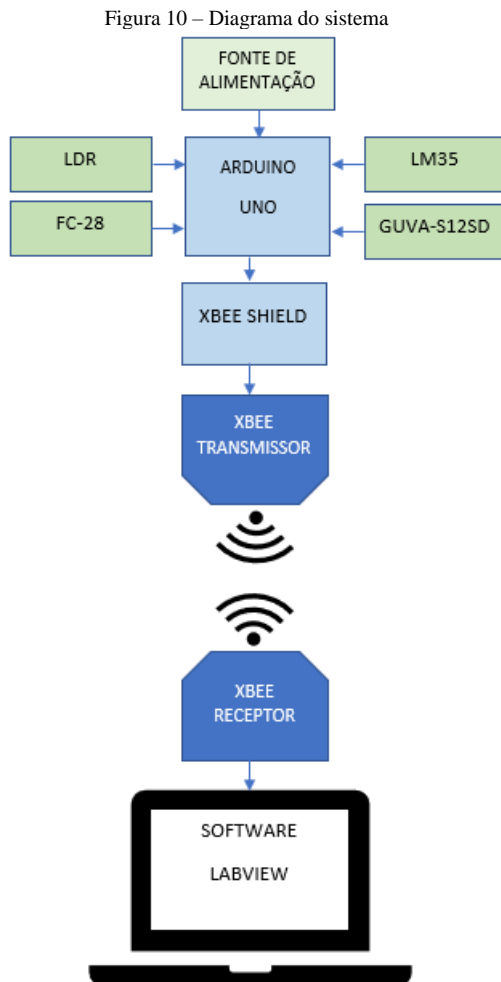 Figura 10 – Diagrama do sistema
FONTE DE
ALIMENTAÇÃO
LDR
ARDUINO
UNO
LM35
FC-28
GUVA-S12SD
XBEE SHIELD
XBEE
TRANSMISSOR
XBEE
RECEPTOR
SOFTWARE
LABVIEW